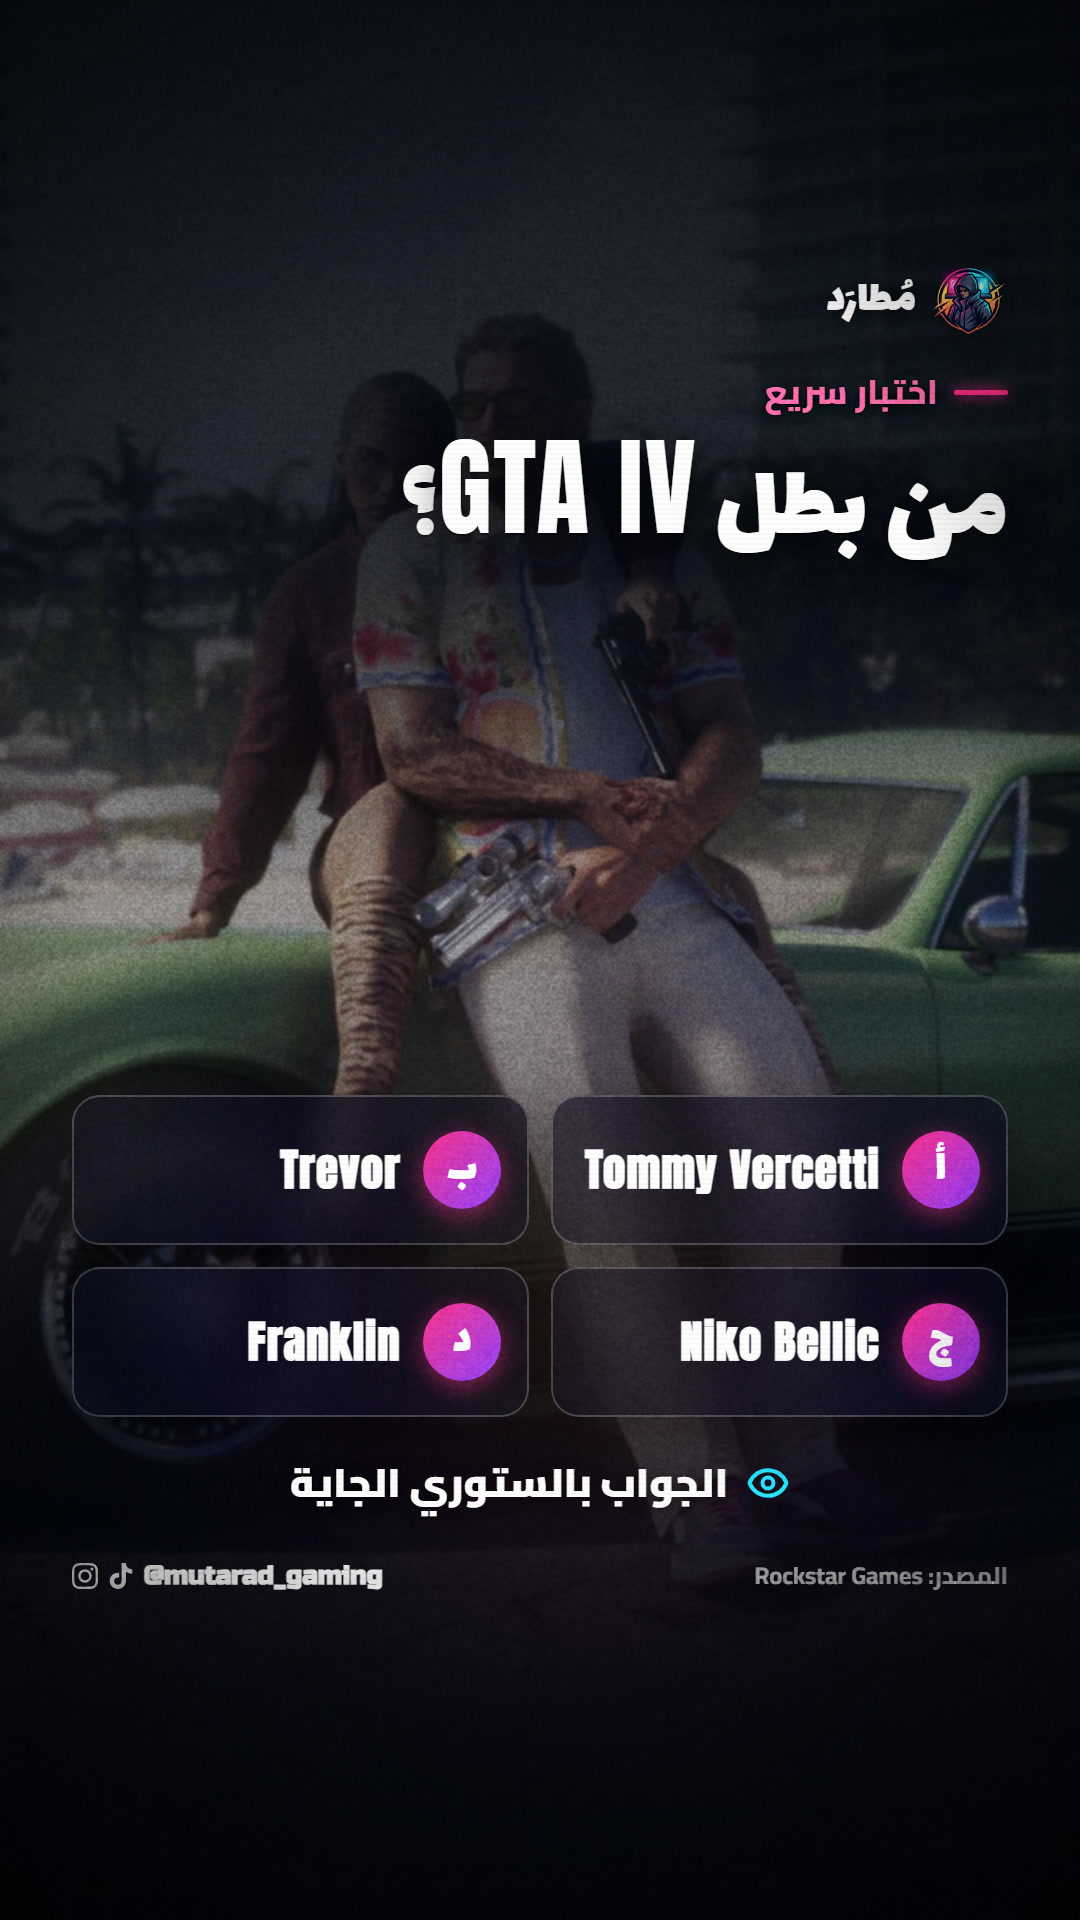 مُطارَد
اختبار سريع
من بطل GTA IV؟
أ Tommy Vercetti
ب Trevor
ج Niko Bellic
د Franklin
الجواب بالستوري الجاية
المصدر: Rockstar Games
@mutarad_gaming